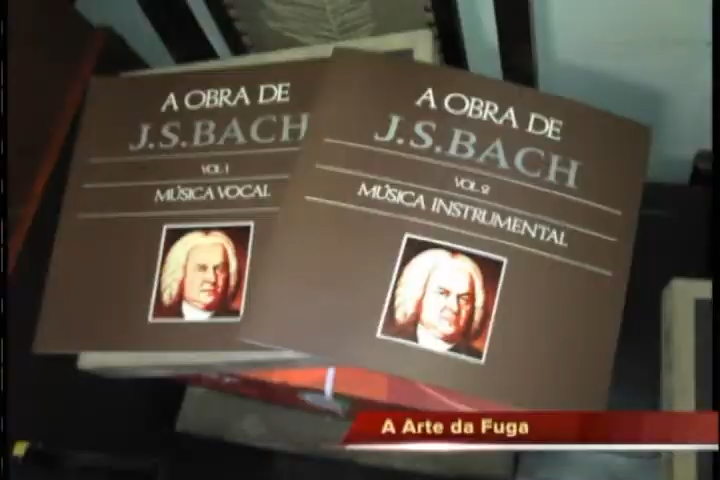 A OBRA DE
J.S.BACH
VOL 1
MÚSICA VOCAL
A OBRA DE
J.S.BACH
VOL 2
MÚSICA INSTRUMENTAL
A Arte da Fuga